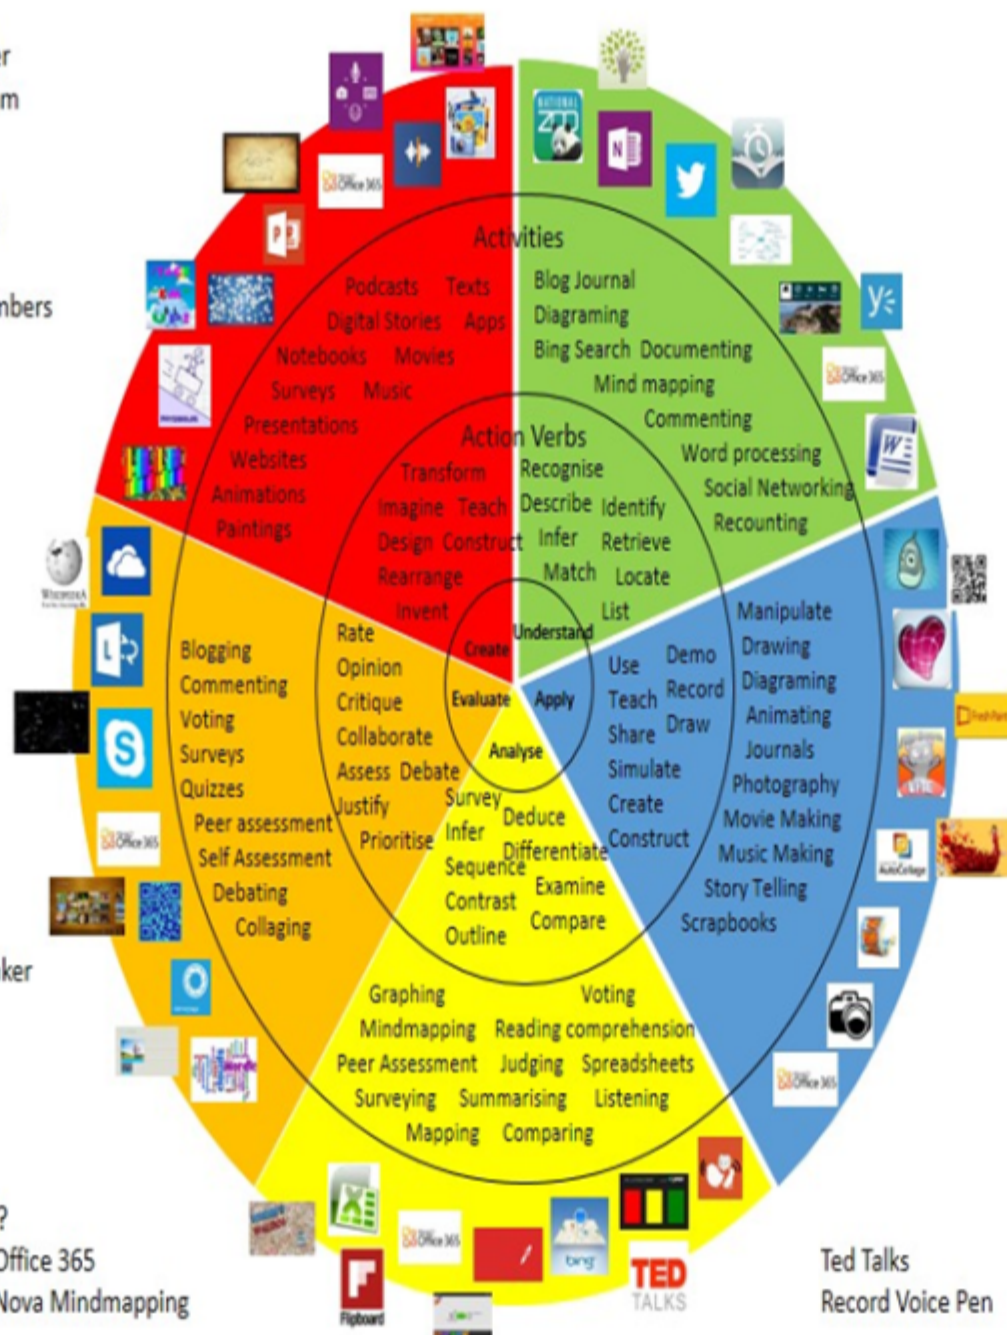 er
m
mbers
ker
?
Office 365
Nova Mindmapping
Ted Talks
Record Voice Pen
Activities
Podcasts Texts
Digital Stories Apps
Notebooks Movies
Surveys Music
Presentations
Websites
Animations
Paintings
Action Verbs
Transform
Imagine Teach
Design Construct
Rearrange
Invent
Create
Blog Journal
Diagraming
Bing Search Documenting
Mind mapping
Commenting
Word processing
Social Networking
Recounting
Recognise
Describe Identify
Infer Retrieve
Match Locate
List
Understand
Manipulate
Drawing
Diagraming
Animating
Journals
Photography
Movie Making
Music Making
Story Telling
Scrapbooks
Use Demo
Teach Record
Share Draw
Simulate
Create
Construct
Apply
Analyse
Survey Deduce
Infer Differentiate
Sequence Examine
Contrast Compare
Outline
Graphing Voting
Mindmapping Reading comprehension
Peer Assessment Judging Spreadsheets
Surveying Summarising Listening
Mapping Comparing
Evaluate
Rate
Opinion
Critique
Collaborate
Assess Debate
Justify
Prioritise
Blogging
Commenting
Voting
Surveys
Quizzes
Peer assessment
Self Assessment
Debating
Collaging
NATIONAL
ZOO
N
Office 365
P
Office 365
W
WIKIPEDIA
L
S
Office 365
AutoCollage
Office 365
X
Office 365
Flipboard
bing
TED
TALKS